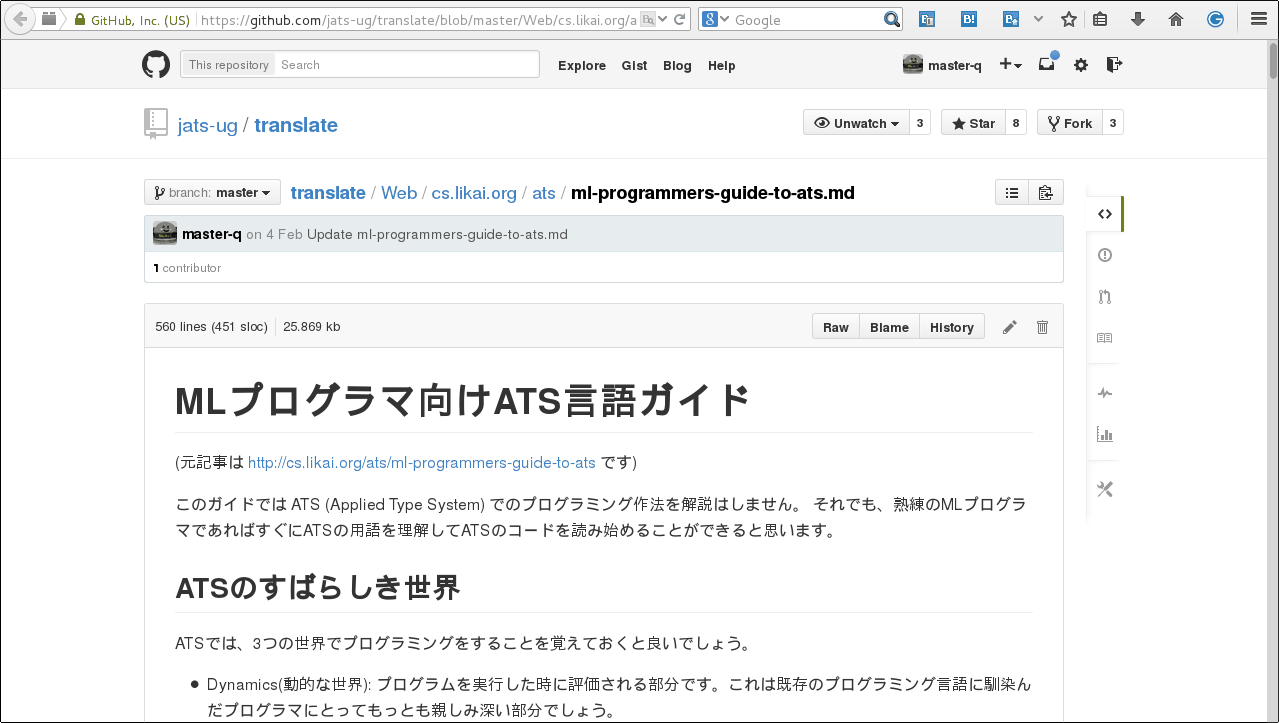 GitHub, Inc. (US) https://github.com/jats-ug/translate/blob/master/Web/cs.likai.org/a Google
This repository Search Explore Gist Blog Help master-q
jats-ug / translate Unwatch 3 Star 8 Fork 3
branch: master translate / Web / cs.likai.org / ats / ml-programmers-guide-to-ats.md
master-q on 4 Feb Update ml-programmers-guide-to-ats.md
1 contributor
560 lines (451 sloc) 25.869 kb Raw Blame History
MLプログラマ向けATS言語ガイド
(元記事は http://cs.likai.org/ats/ml-programmers-guide-to-ats です)
このガイドでは ATS (Applied Type System) でのプログラミング作法を解説はしません。 それでも、熟練のMLプログラ
マであればすぐにATSの用語を理解してATSのコードを読み始めることができると思います。
ATSのすばらしき世界
ATSでは、3つの世界でプログラミングをすることを覚えておくと良いでしょう。
● Dynamics(動的な世界): プログラムを実行した時に評価される部分です。これは既存のプログラミング言語に馴染ん
だプログラマにとってもっとも親しみ深い部分でしょう。